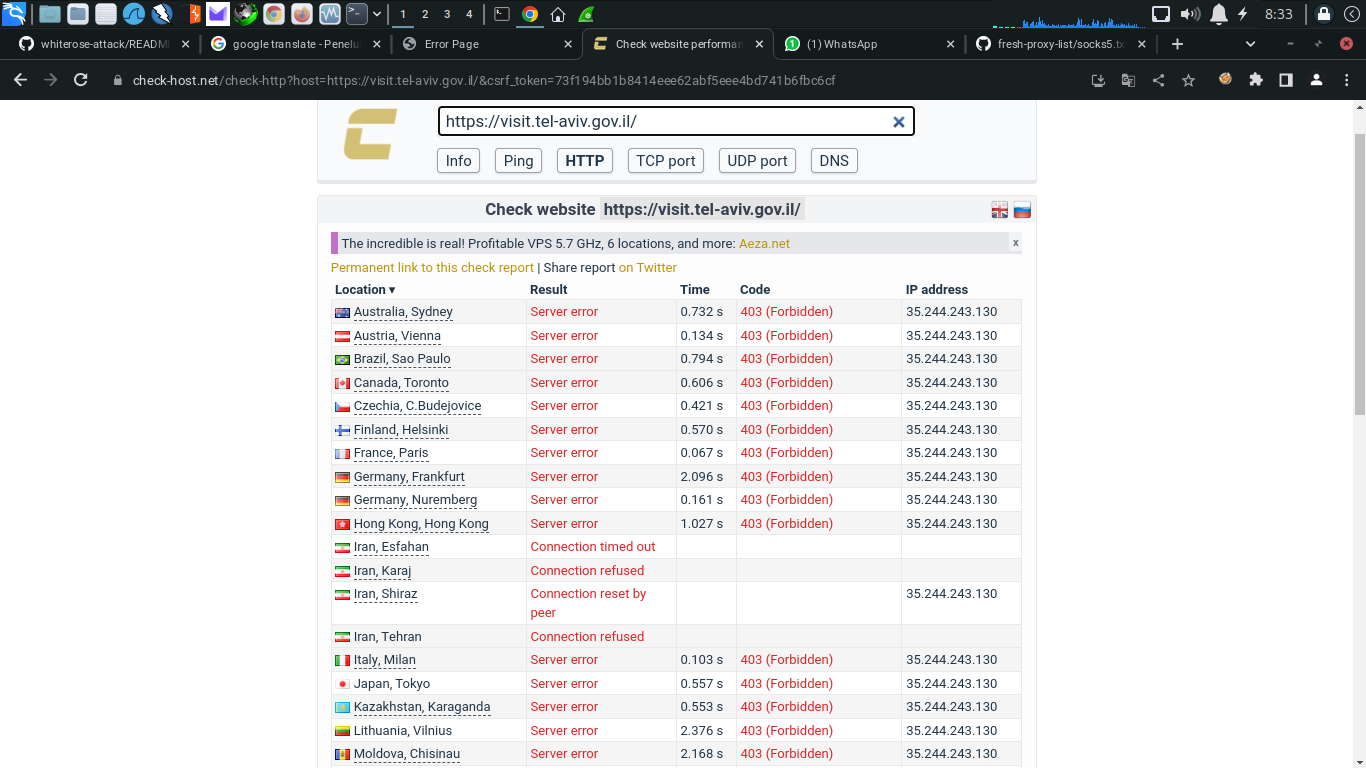 1 2 3 4 8:33
whiterose-attack/READM google translate - Penelu Error Page Check website performan (1) WhatsApp fresh-proxy-list/socks5.tx
check-host.net/check-http?host=https://visit.tel-aviv.gov.il/&csrf_token=73f194bb1b8414eee62abf5eee4bd741b6fbc6cf
https://visit.tel-aviv.gov.il/
Info Ping HTTP TCP port UDP port DNS
Check website https://visit.tel-aviv.gov.il/
The incredible is real! Profitable VPS 5.7 GHz, 6 locations, and more: Aeza.net x
Permanent link to this check report | Share report on Twitter
Location ▾ Result Time Code IP address
Australia, Sydney Server error 0.732 s 403 (Forbidden) 35.244.243.130
Austria, Vienna Server error 0.134 s 403 (Forbidden) 35.244.243.130
Brazil, Sao Paulo Server error 0.794 s 403 (Forbidden) 35.244.243.130
Canada, Toronto Server error 0.606 s 403 (Forbidden) 35.244.243.130
Czechia, C.Budejovice Server error 0.421 s 403 (Forbidden) 35.244.243.130
Finland, Helsinki Server error 0.570 s 403 (Forbidden) 35.244.243.130
France, Paris Server error 0.067 s 403 (Forbidden) 35.244.243.130
Germany, Frankfurt Server error 2.096 s 403 (Forbidden) 35.244.243.130
Germany, Nuremberg Server error 0.161 s 403 (Forbidden) 35.244.243.130
Hong Kong, Hong Kong Server error 1.027 s 403 (Forbidden) 35.244.243.130
Iran, Esfahan Connection timed out
Iran, Karaj Connection refused
Iran, Shiraz Connection reset by 35.244.243.130
peer
Iran, Tehran Connection refused
Italy, Milan Server error 0.103 s 403 (Forbidden) 35.244.243.130
Japan, Tokyo Server error 0.557 s 403 (Forbidden) 35.244.243.130
Kazakhstan, Karaganda Server error 0.553 s 403 (Forbidden) 35.244.243.130
Lithuania, Vilnius Server error 2.376 s 403 (Forbidden) 35.244.243.130
Moldova, Chisinau Server error 2.168 s 403 (Forbidden) 35.244.243.130